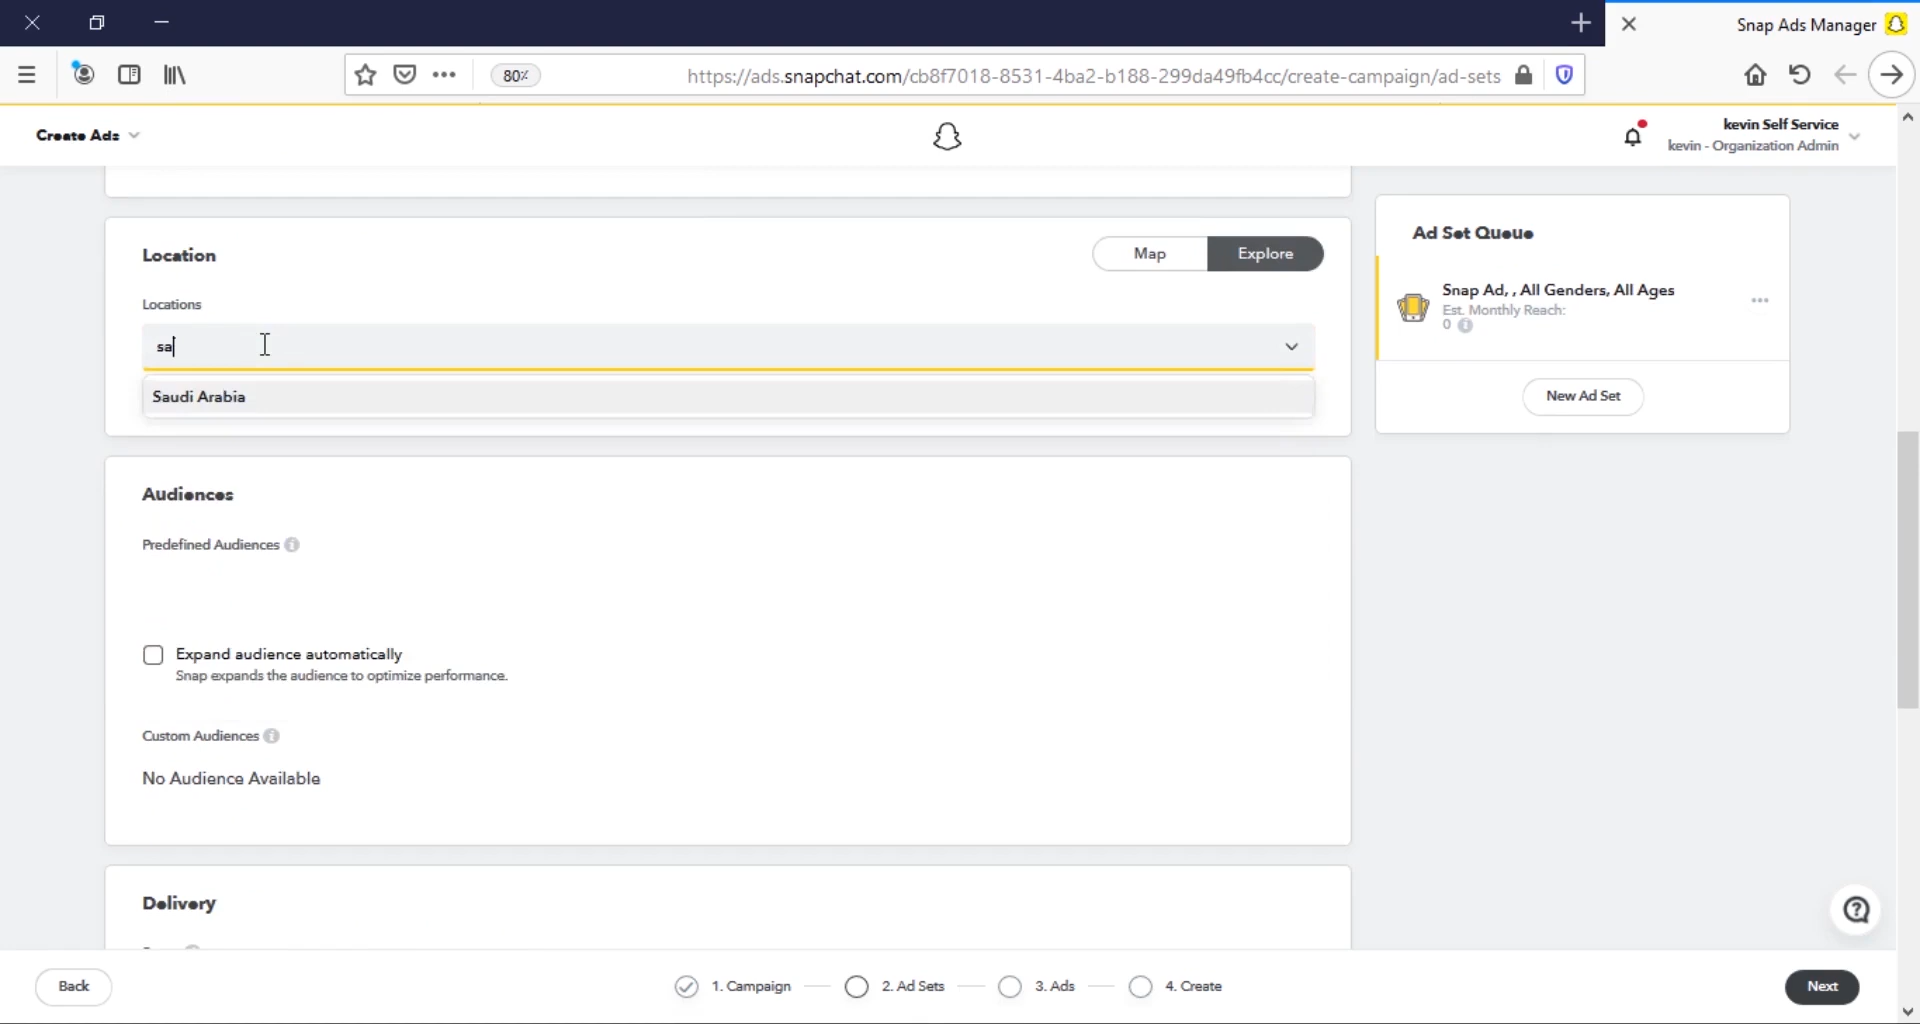 Snap Ads Manager
80%
https://ads.snapchat.com/cb8f7018-8531-4ba2-b188-299da49fb4cc/create-campaign/ad-sets
Create Ads
kevin Self Service
kevin - Organization Admin
Location
Map
Explore
Locations
sa
Saudi Arabia
Audiences
Predefined Audiences
Expand audience automatically
Snap expands the audience to optimize performance.
Custom Audiences
No Audience Available
Delivery
Ad Set Queue
Snap Ad, , All Genders, All Ages
Est. Monthly Reach:
0
New Ad Set
Back
1. Campaign
2. Ad Sets
3. Ads
4. Create
Next